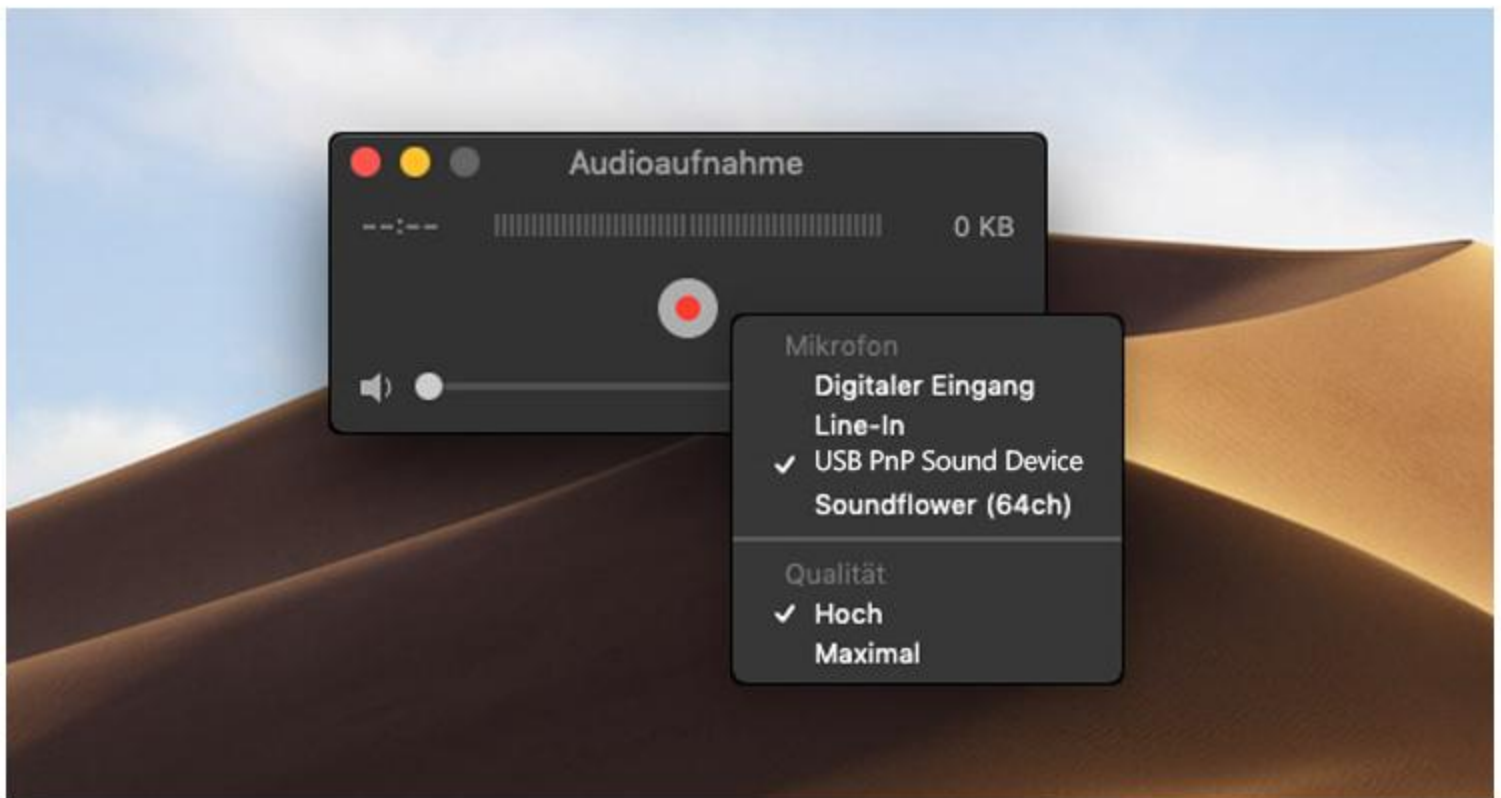 Audioaufnahme
--:-- 0 KB
Mikrofon
Digitaler Eingang
Line-In
USB PnP Sound Device
Soundflower (64ch)
Qualität
Hoch
Maximal